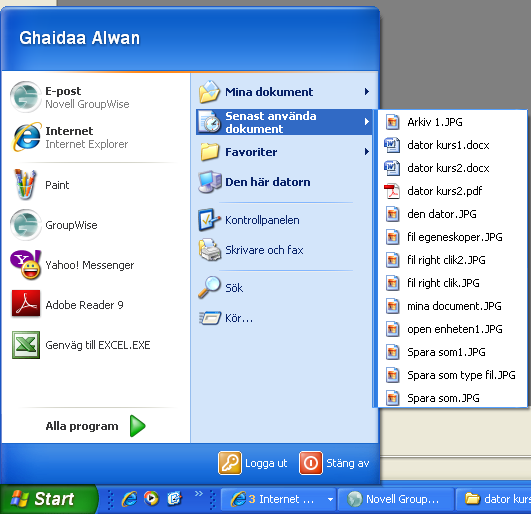 Ghaidaa Alwan
E-post
Novell GroupWise
Internet
Internet Explorer
Paint
GroupWise
Yahoo! Messenger
Adobe Reader 9
Genväg till EXCEL.EXE
Alla program
Mina dokument
Senast använda
dokument
Favoriter
Den här datorn
Kontrollpanelen
Skrivare och fax
Sök
Kör...
Arkiv 1.JPG
dator kurs1.docx
dator kurs2.docx
dator kurs2.pdf
den dator.JPG
fil egeneskoper.JPG
fil right clik2.JPG
fil right clik.JPG
mina document.JPG
open enheten1.JPG
Spara som1.JPG
Spara som type fil.JPG
Spara som.JPG
Logga ut
Stäng av
Start
3 Internet ...
Novell Group...
dator kurs